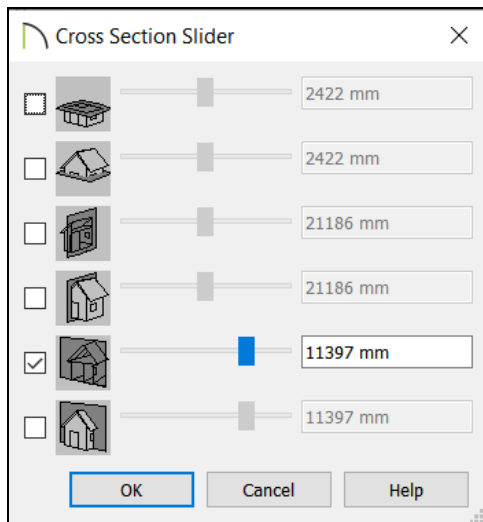 Cross Section Slider
2422 mm
2422 mm
21186 mm
21186 mm
11397 mm
11397 mm
OK Cancel Help